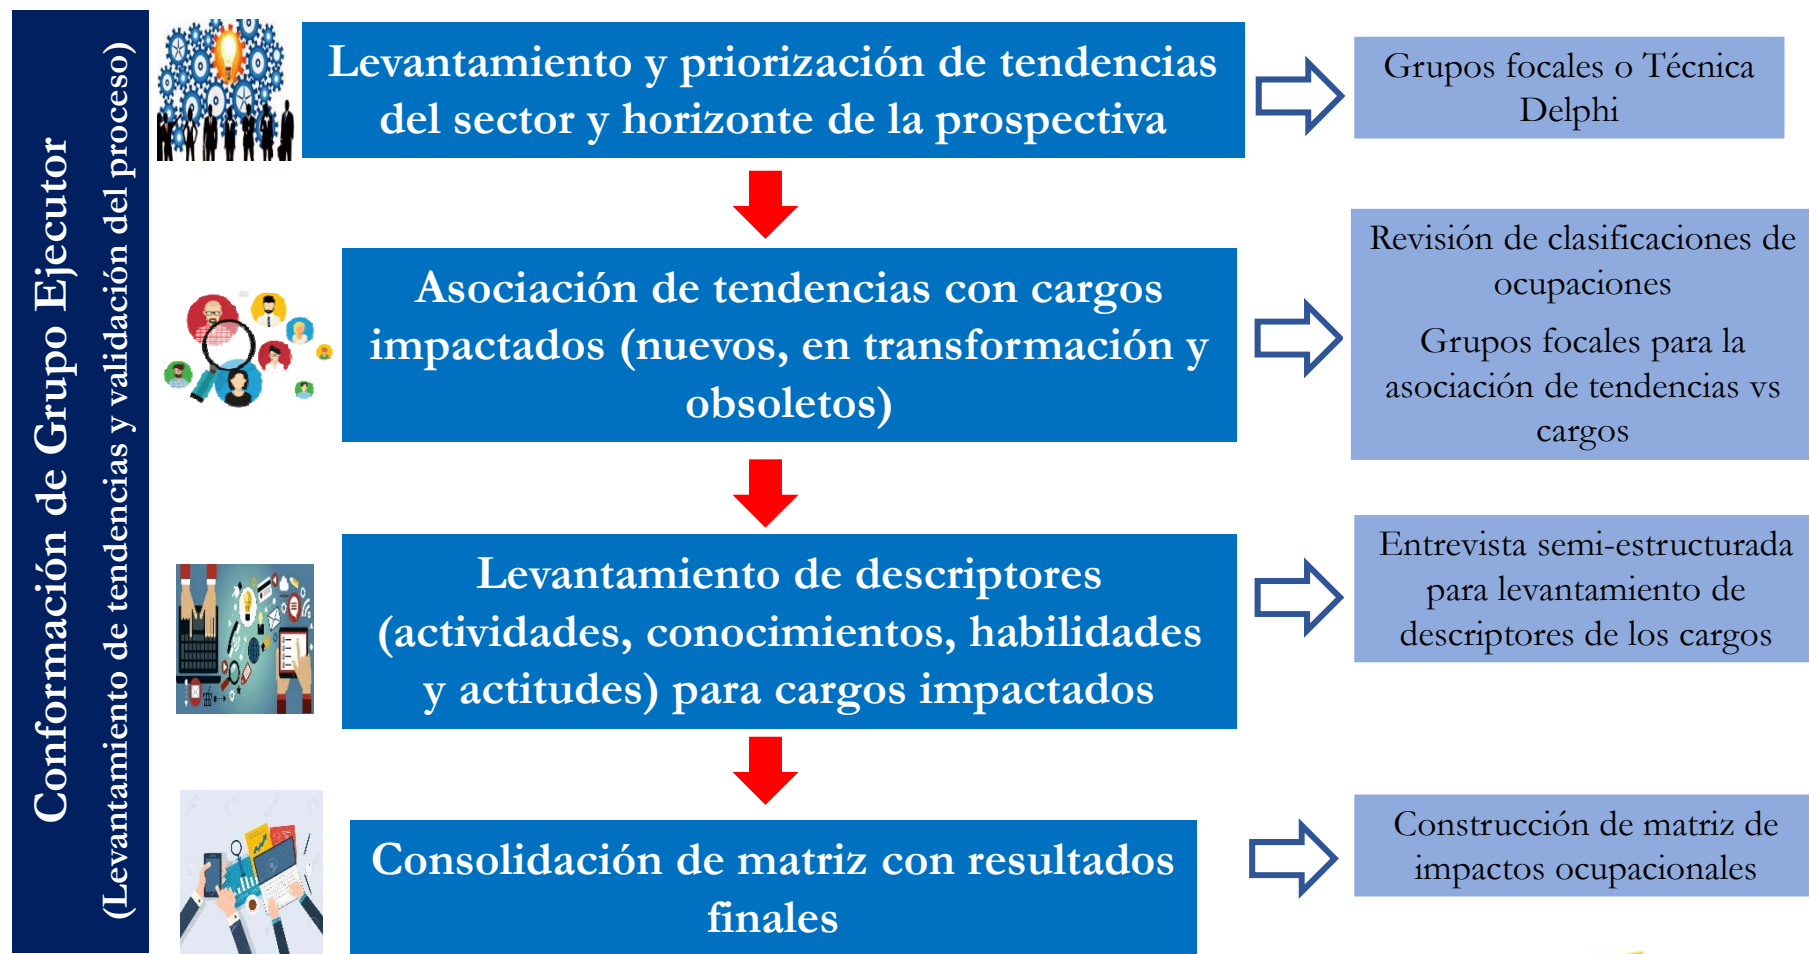 Conformación de Grupo Ejecutor
(Levantamiento de tendencias y validación del proceso)
Levantamiento y priorización de tendencias
del sector y horizonte de la prospectiva
Grupos focales o Técnica
Delphi
Asociación de tendencias con cargos
impactados (nuevos, en transformación y
obsoletos)
Revisión de clasificaciones de
ocupaciones
Grupos focales para la
asociación de tendencias vs
cargos
Levantamiento de descriptores
(actividades, conocimientos, habilidades
y actitudes) para cargos impactados
Entrevista semi-estructurada
para levantamiento de
descriptores de los cargos
Consolidación de matriz con resultados
finales
Construcción de matriz de
impactos ocupacionales